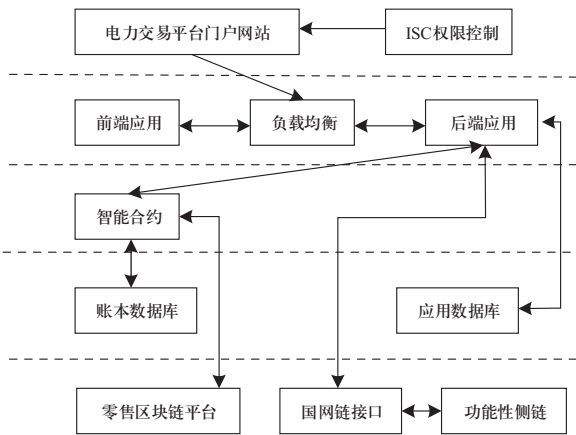 电力交易平台门户网站
ISC权限控制
前端应用
负载均衡
后端应用
智能合约
账本数据库
应用数据库
零售区块链平台
国网链接口
功能性侧链